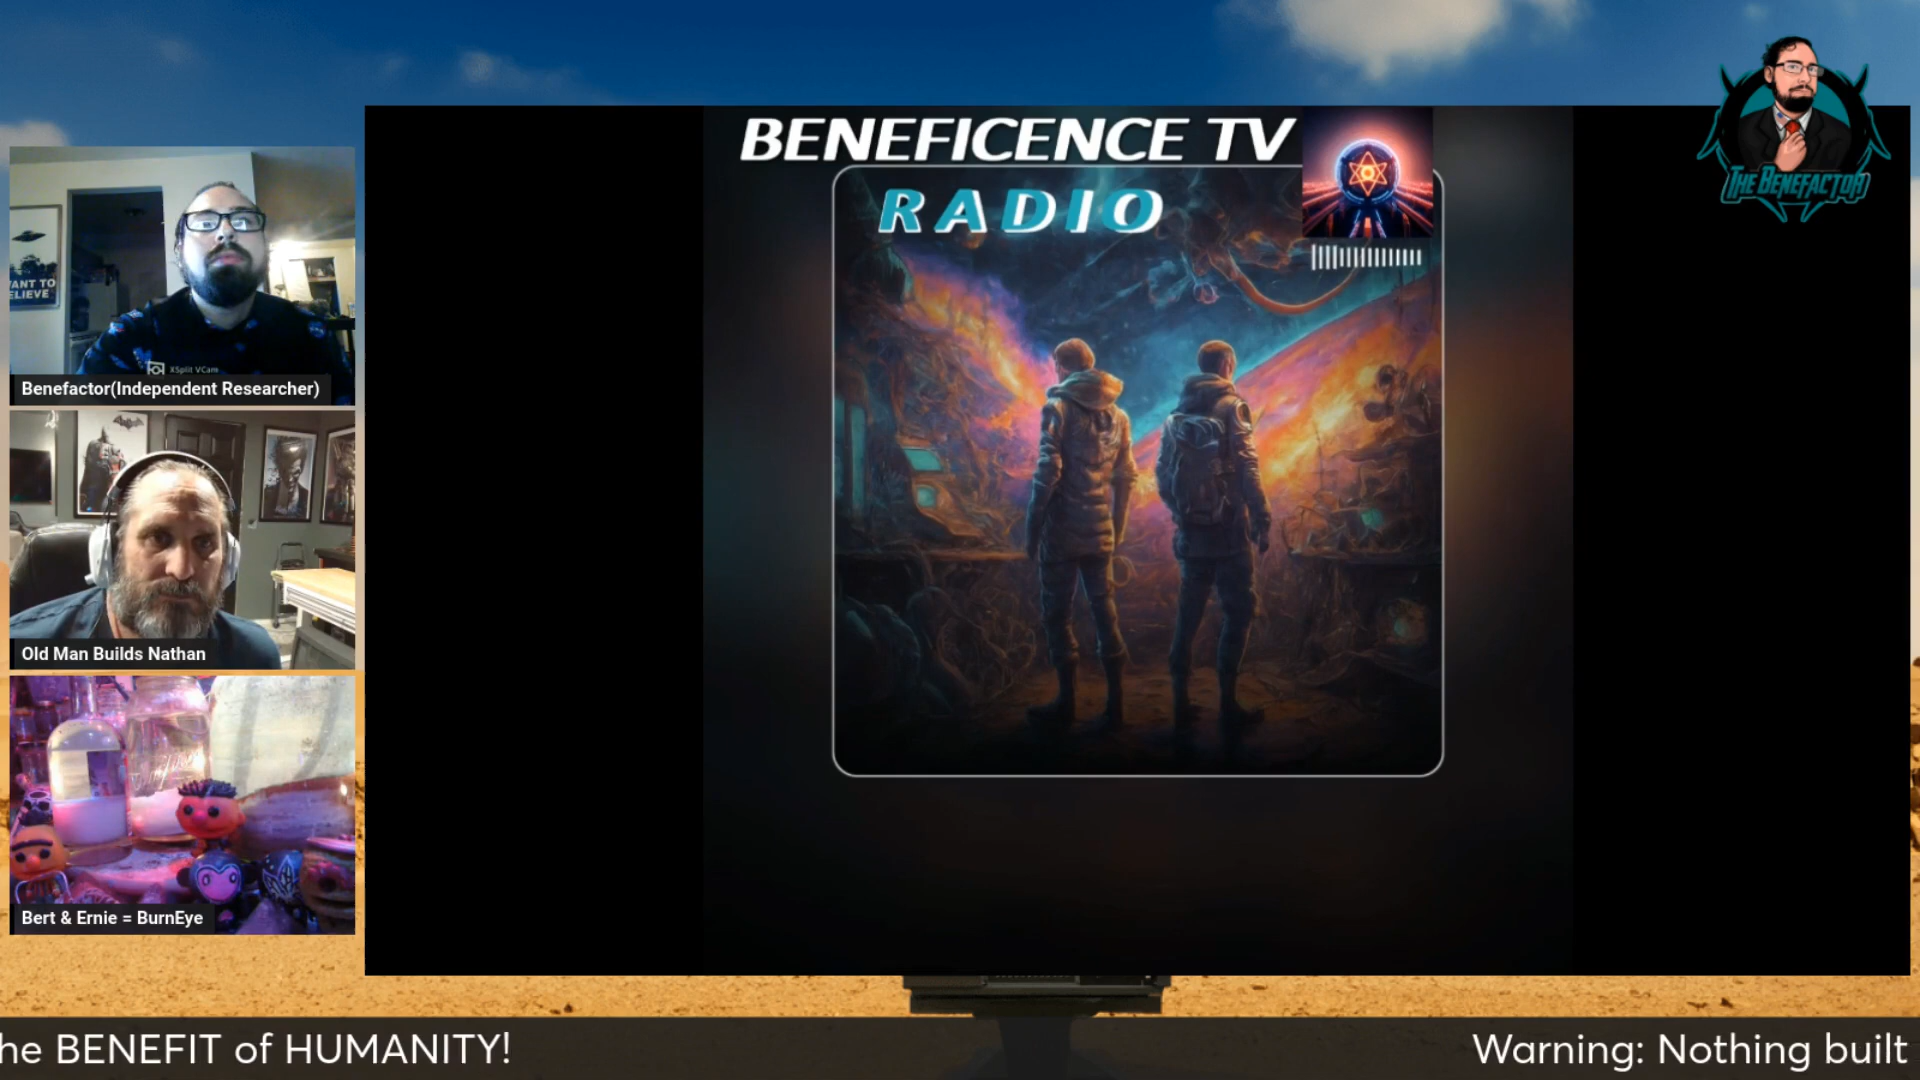 BENEFICENCE TV
RADIO
THE BENEFACTOR
ANT TO
ELIEVE
XSplit VCam
Benefactor(Independent Researcher)
Old Man Builds Nathan
Bert & Ernie = BurnEye
he BENEFIT of HUMANITY!
Warning: Nothing built